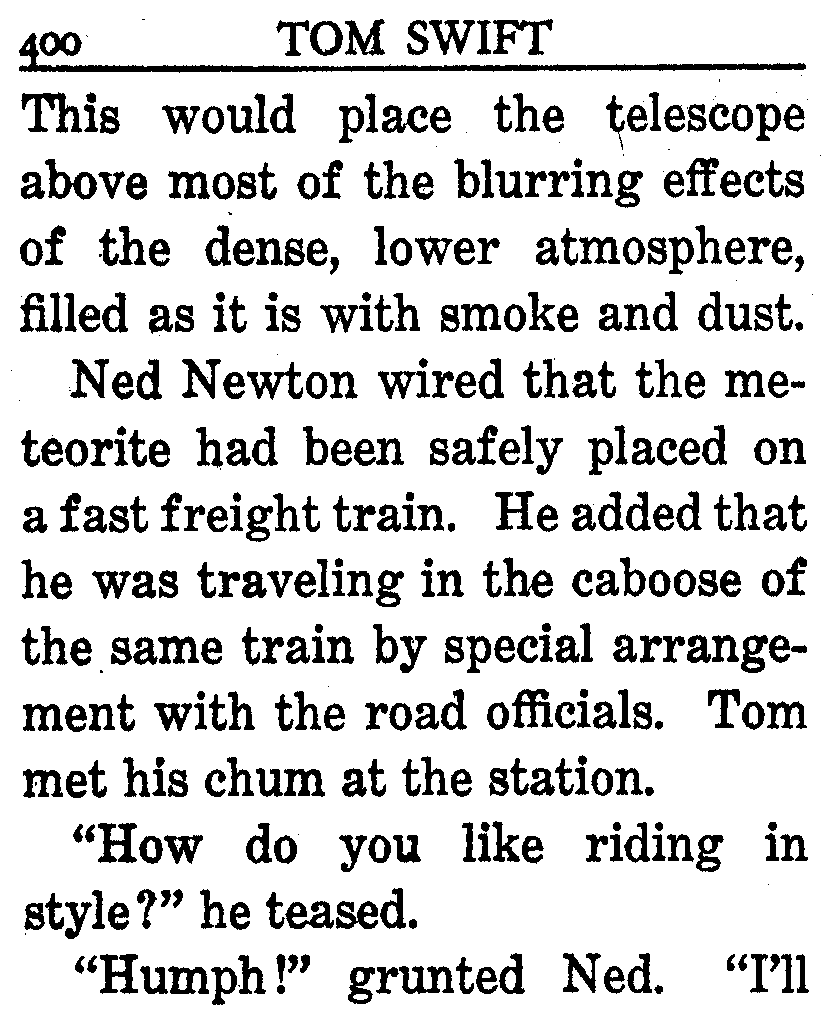 400 TOM SWIFT
This would place the telescope
above most of the blurring effects
of the dense, lower atmosphere,
filled as it is with smoke and dust.
Ned Newton wired that the me-
teorite had been safely placed on
a fast freight train. He added that
he was traveling in the caboose of
the same train by special arrange-
ment with the road officials. Tom
met his chum at the station.
“How do you like riding in
style?” he teased.
“Humph!” grunted Ned. “I’ll